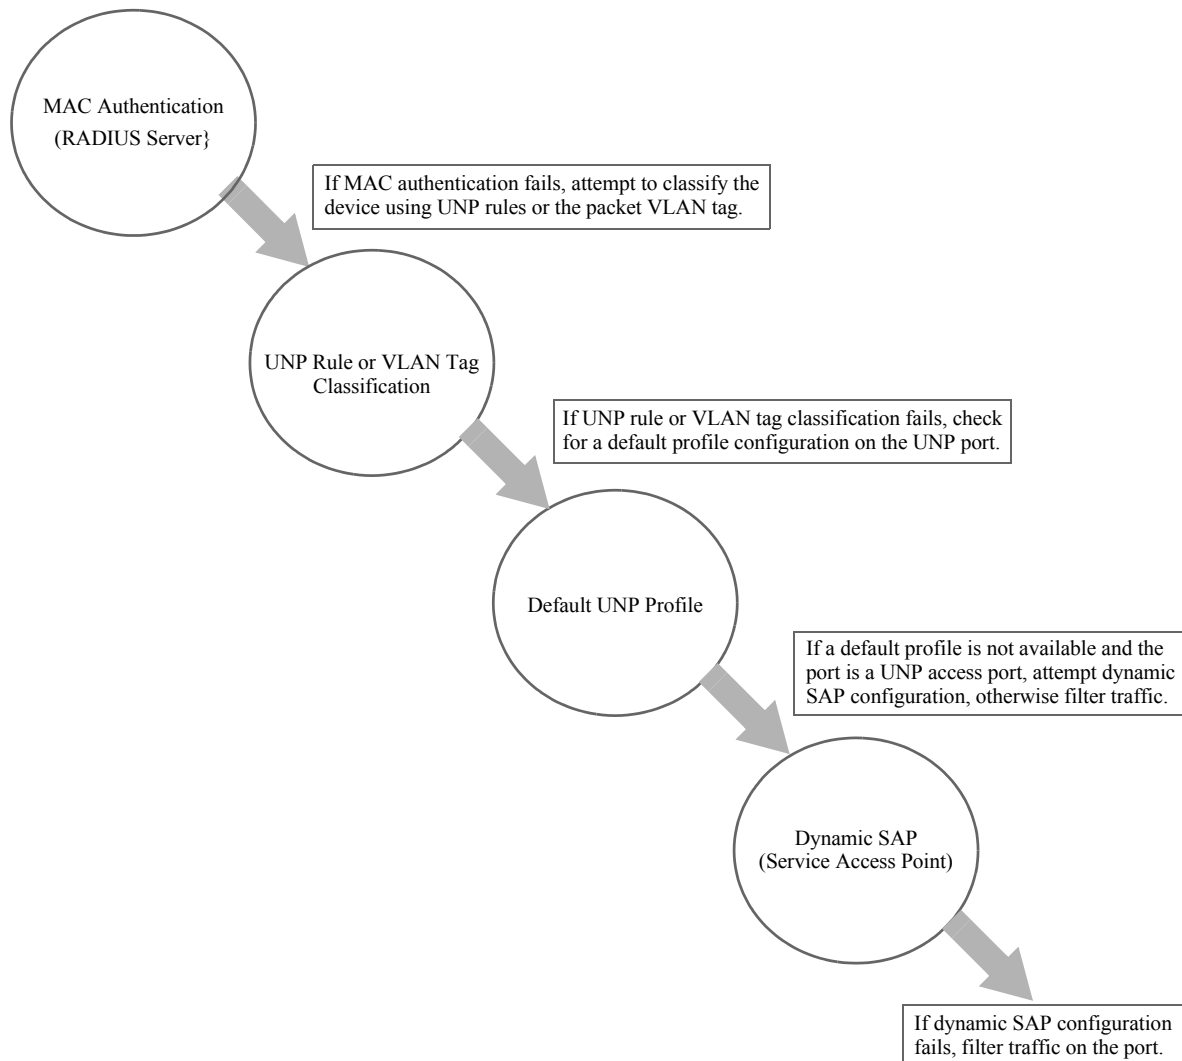 MAC Authentication
(RADIUS Server}
If MAC authentication fails, attempt to classify the
device using UNP rules or the packet VLAN tag.
UNP Rule or VLAN Tag
Classification
If UNP rule or VLAN tag classification fails, check
for a default profile configuration on the UNP port.
Default UNP Profile
If a default profile is not available and the
port is a UNP access port, attempt dynamic
SAP configuration, otherwise filter traffic.
Dynamic SAP
(Service Access Point)
If dynamic SAP configuration
fails, filter traffic on the port.